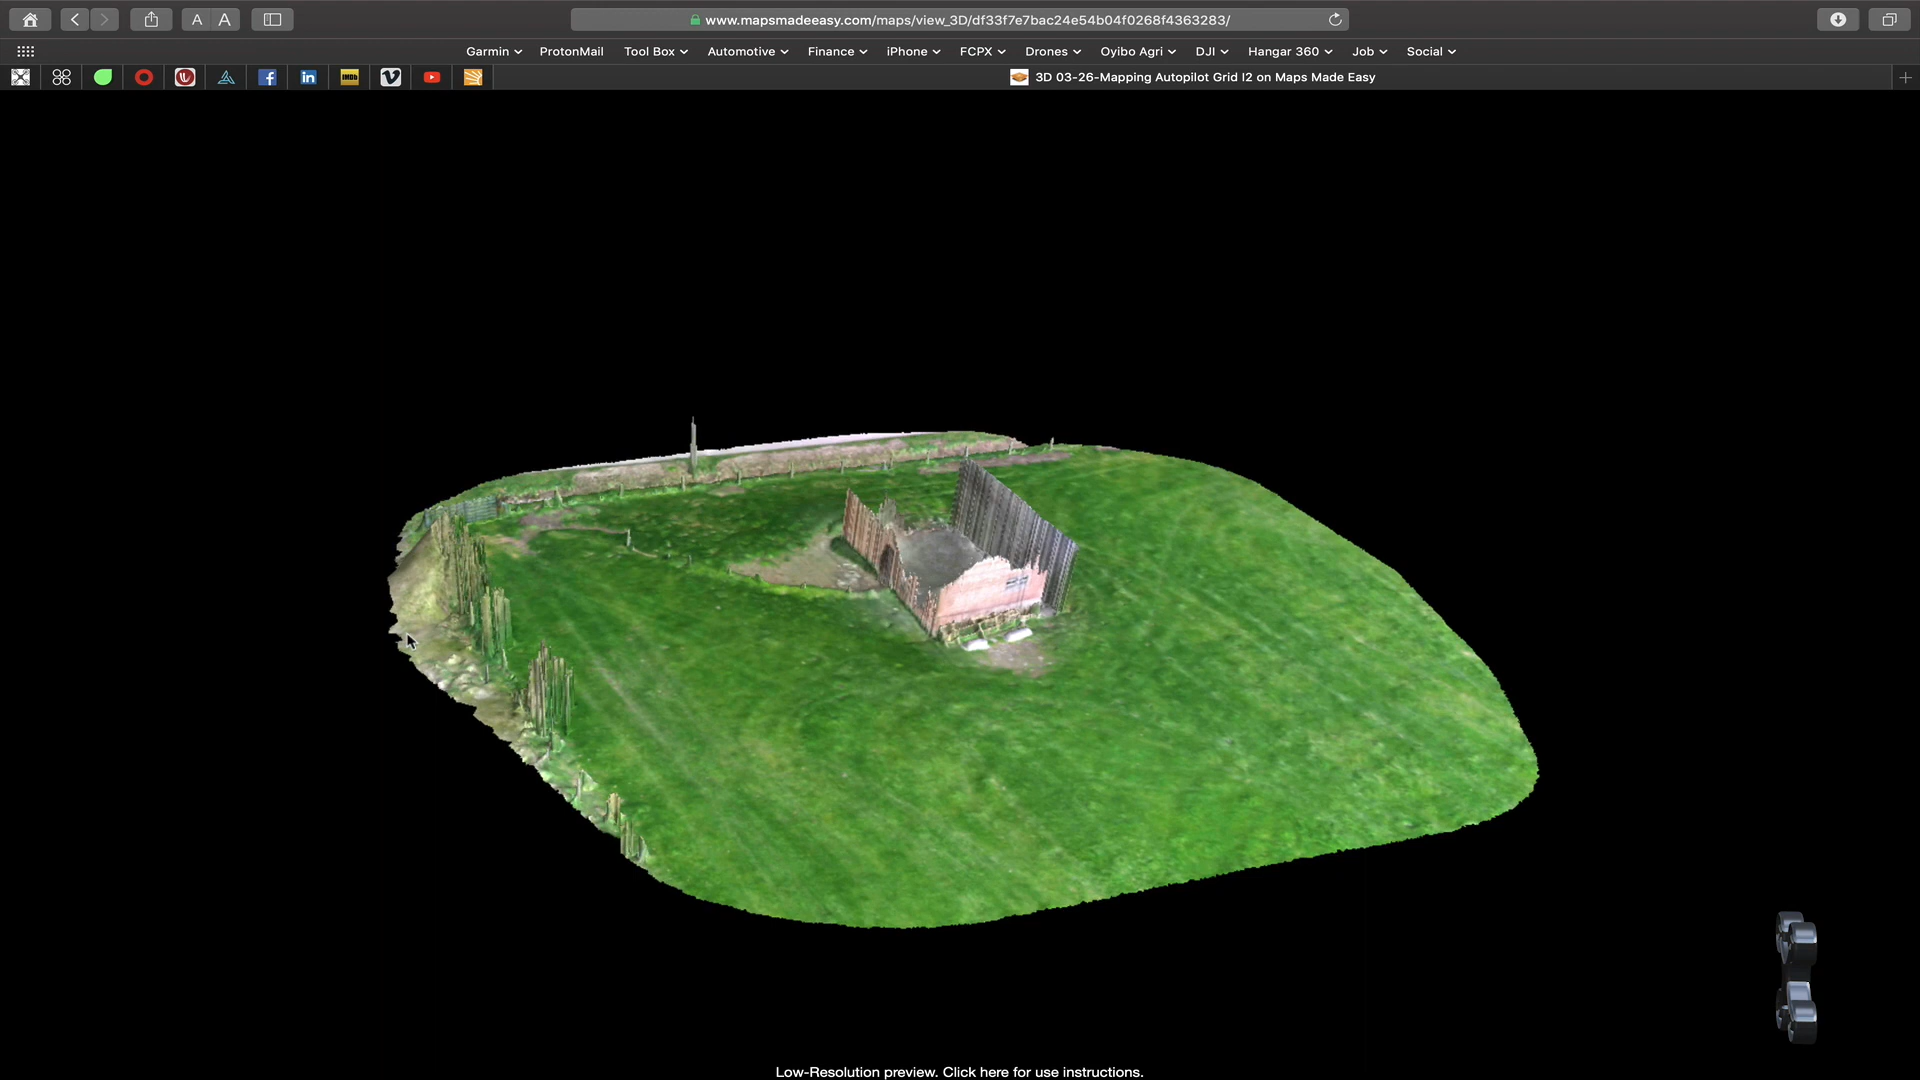 A A
www.mapsmadeeasy.com/maps/view_3D/df33f7e7bac24e54b04f0268f4363283/
Garmin ProtonMail Tool Box Automotive Finance iPhone FCPX Drones Oyibo Agri DJI Hangar 360 Job Social
f in IMDb V 3D 03-26-Mapping Autopilot Grid I2 on Maps Made Easy
Low-Resolution preview. Click here for use instructions.